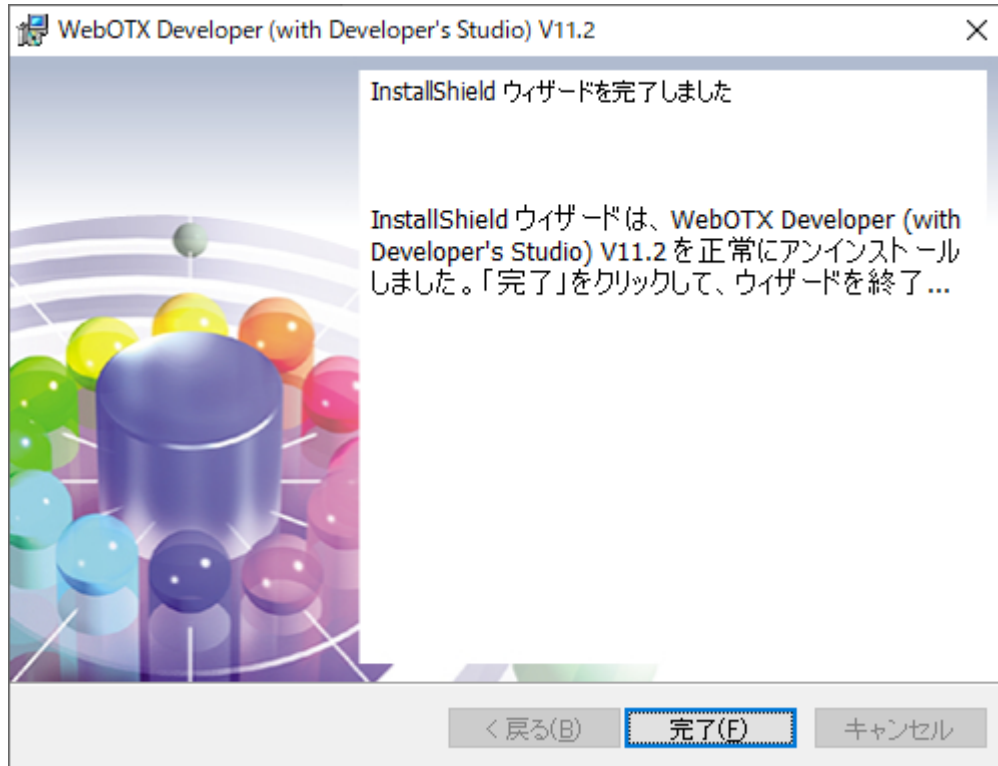 WebOTX Developer (with Developer's Studio) V11.2
InstallShield ウィザードを完了しました
InstallShield ウィザードは、WebOTX Developer (with
Developer's Studio) V11.2 を正常にアンインストール
しました。「完了」をクリックして、ウィザードを終了...
< 戻る(B)
完了(F)
キャンセル